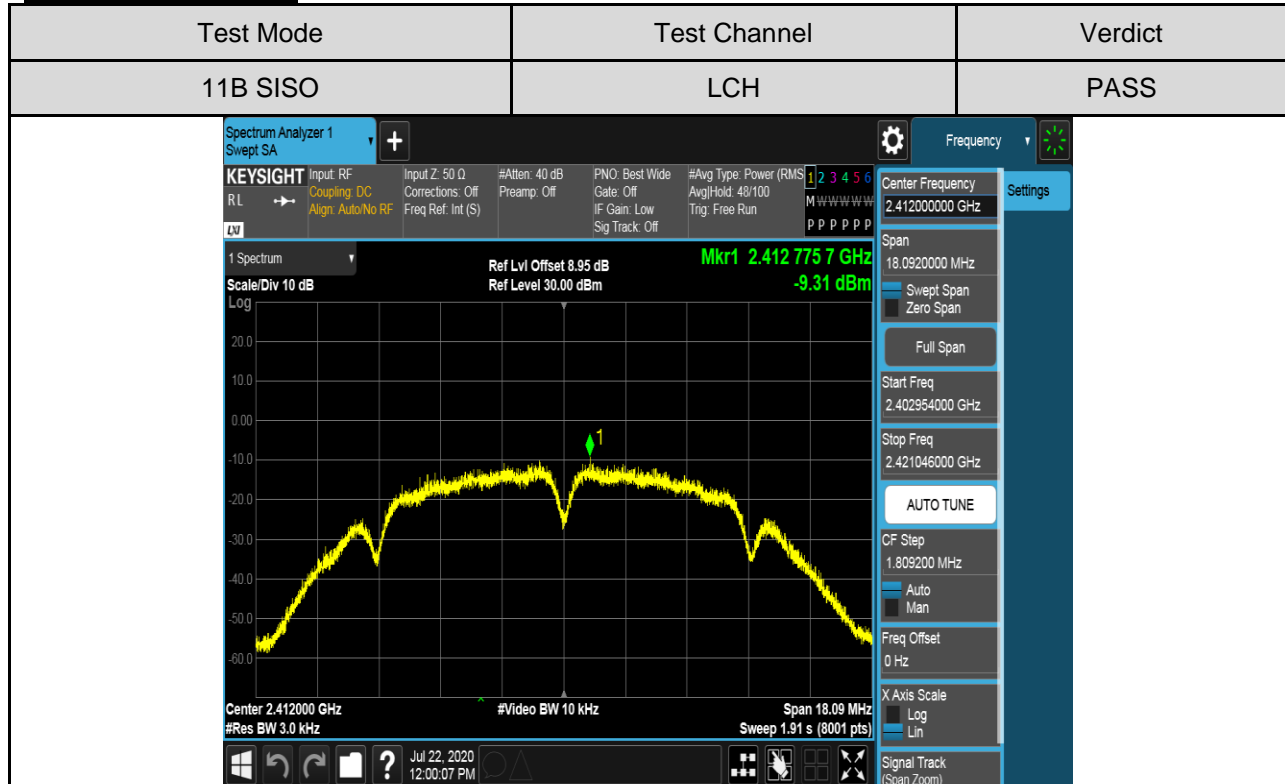 Test Mode Test Channel Verdict
11B SISO LCH PASS
Spectrum Analyzer 1
Swept SA
+
Frequency
KEYSIGHT Input: RF Input Z: 50 Ω #Atten: 40 dB PNO: Best Wide #Avg Type: Power (RMS 1 2 3 4 5 6
RL Coupling: DC Corrections: Off Preamp: Off Gate: Off Avg|Hold: 48/100 M W W W W W
Align: Auto/No RF Freq Ref: Int (S) IF Gain: Low Trig: Free Run
LXI Sig Track: Off P P P P P P
Settings
1 Spectrum
Ref Lvl Offset 8.95 dB
Mkr1 2.412 775 7 GHz
Scale/Div 10 dB Ref Level 30.00 dBm -9.31 dBm
Log
20.0
10.0
0.00
1
-10.0
-20.0
-30.0
-40.0
-50.0
-60.0
Center 2.412000 GHz #Video BW 10 kHz Span 18.09 MHz
#Res BW 3.0 kHz Sweep 1.91 s (8001 pts)
? Jul 22, 2020
12:00:07 PM
Center Frequency
2.412000000 GHz
Span
18.0920000 MHz
Swept Span
Zero Span
Full Span
Start Freq
2.402954000 GHz
Stop Freq
2.421046000 GHz
AUTO TUNE
CF Step
1.809200 MHz
Auto
Man
Freq Offset
0 Hz
X Axis Scale
Log
Lin
Signal Track
(Span Zoom)